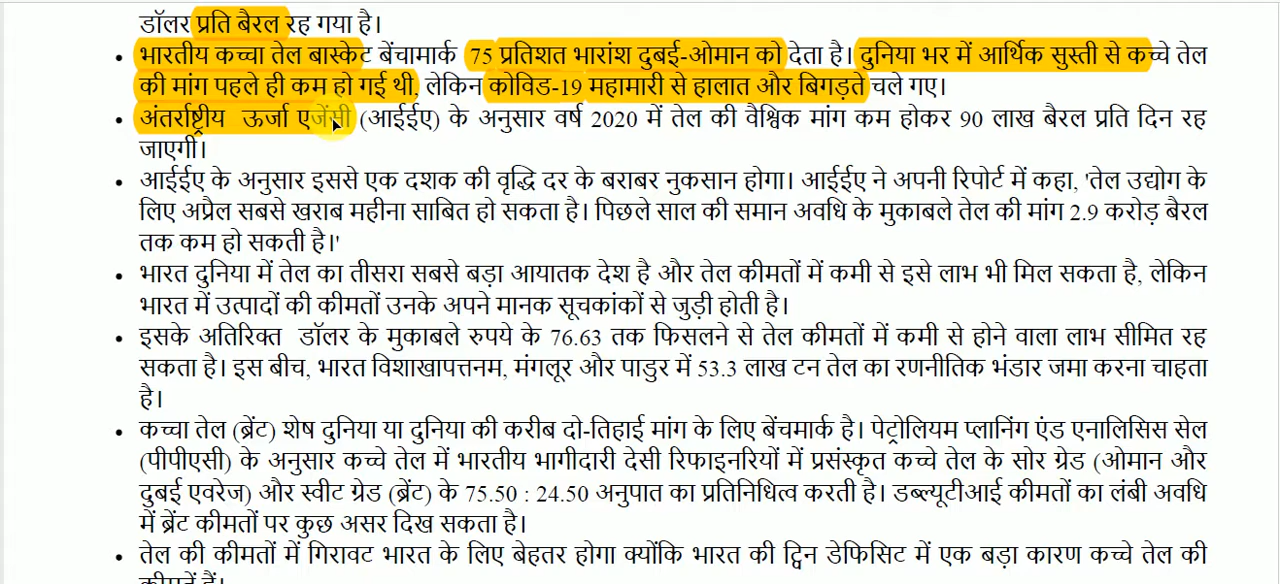 डॉलर प्रति बैरल रह गया है।
• भारतीय कच्चा तेल बास्केट बेंचामार्क 75 प्रतिशत भारांश दुबई-ओमान को देता है। दुनिया भर में आर्थिक सुस्ती से कच्चे तेल
की मांग पहले ही कम हो गई थी, लेकिन कोविड-19 महामारी से हालात और बिगड़ते चले गए।
• अंतर्राष्ट्रीय ऊर्जा एजेंसी (आईईए) के अनुसार वर्ष 2020 में तेल की वैश्विक मांग कम होकर 90 लाख बैरल प्रति दिन रह
जाएगी।
• आईईए के अनुसार इससे एक दशक की वृद्धि दर के बराबर नुकसान होगा। आईईए ने अपनी रिपोर्ट में कहा, 'तेल उद्योग के
लिए अप्रैल सबसे खराब महीना साबित हो सकता है। पिछले साल की समान अवधि के मुकाबले तेल की मांग 2.9 करोड़ बैरल
तक कम हो सकती है।'
• भारत दुनिया में तेल का तीसरा सबसे बड़ा आयातक देश है और तेल कीमतों में कमी से इसे लाभ भी मिल सकता है, लेकिन
भारत में उत्पादों की कीमतों उनके अपने मानक सूचकांकों से जुड़ी होती है।
• इसके अतिरिक्त डॉलर के मुकाबले रुपये के 76.63 तक फिसलने से तेल कीमतों में कमी से होने वाला लाभ सीमित रह
सकता है। इस बीच, भारत विशाखापत्तनम, मंगलूर और पाडुर में 53.3 लाख टन तेल का रणनीतिक भंडार जमा करना चाहता
है।
• कच्चा तेल (ब्रेंट) शेष दुनिया या दुनिया की करीब दो-तिहाई मांग के लिए बेंचमार्क है। पेट्रोलियम प्लानिंग एंड एनालिसिस सेल
(पीपीएसी) के अनुसार कच्चे तेल में भारतीय भागीदारी देसी रिफाइनरियों में प्रसंस्कृत कच्चे तेल के सोर ग्रेड (ओमान और
दुबई एवरेज) और स्वीट ग्रेड (ब्रेंट) के 75.50 : 24.50 अनुपात का प्रतिनिधित्व करती है। डब्ल्यूटीआई कीमतों का लंबी अवधि
में ब्रेंट कीमतों पर कुछ असर दिख सकता है।
• तेल की कीमतों में गिरावट भारत के लिए बेहतर होगा क्योंकि भारत की ट्विन डेफिसिट में एक बड़ा कारण कच्चे तेल की
कीमतें हैं।